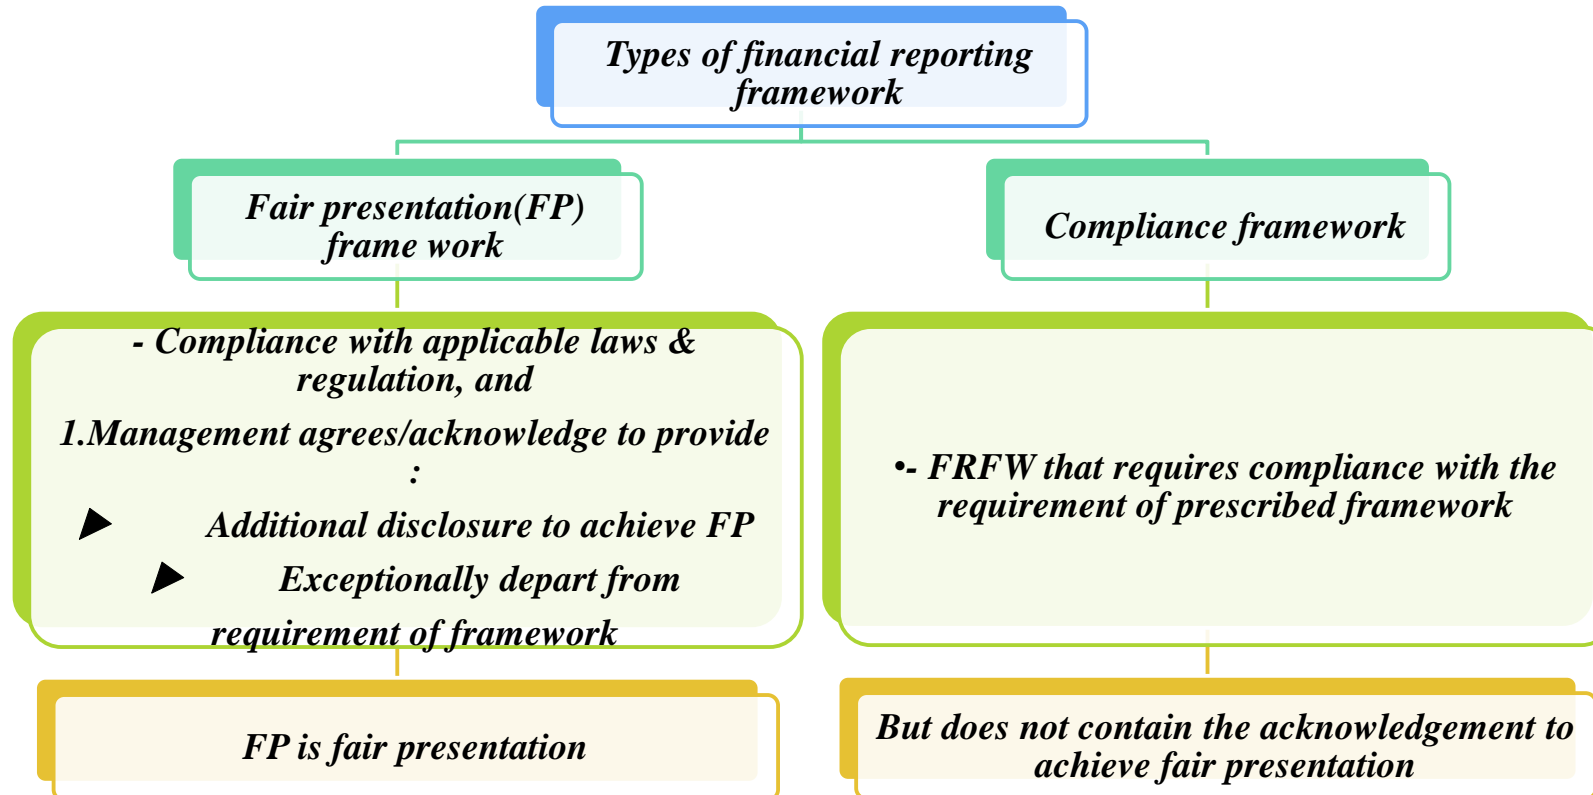 Types of financial reporting
framework
Fair presentation(FP)
frame work
Compliance framework
- Compliance with applicable laws &
regulation, and
1.Management agrees/acknowledge to provide
:
Additional disclosure to achieve FP
Exceptionally depart from
requirement of framework
•- FRFW that requires compliance with the
requirement of prescribed framework
FP is fair presentation
But does not contain the acknowledgement to
achieve fair presentation